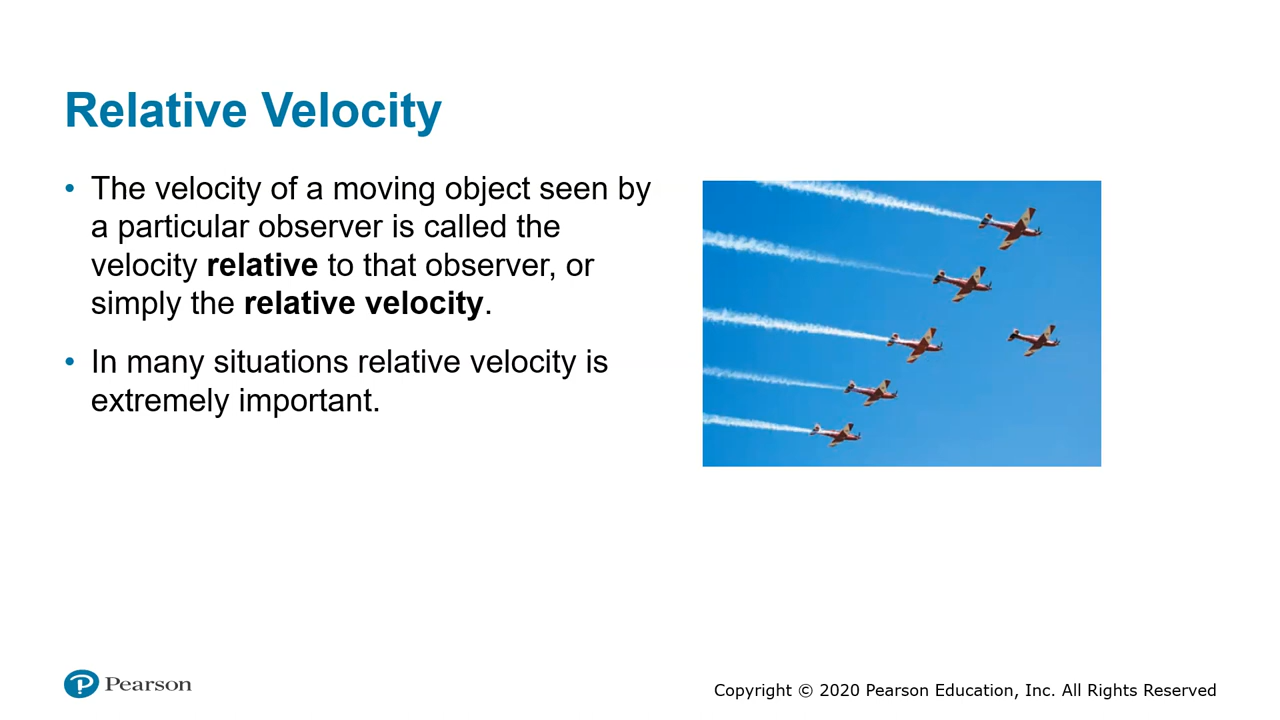 Relative Velocity
• The velocity of a moving object seen by
a particular observer is called the
velocity relative to that observer, or
simply the relative velocity.
• In many situations relative velocity is
extremely important.
Pearson
Copyright © 2020 Pearson Education, Inc. All Rights Reserved